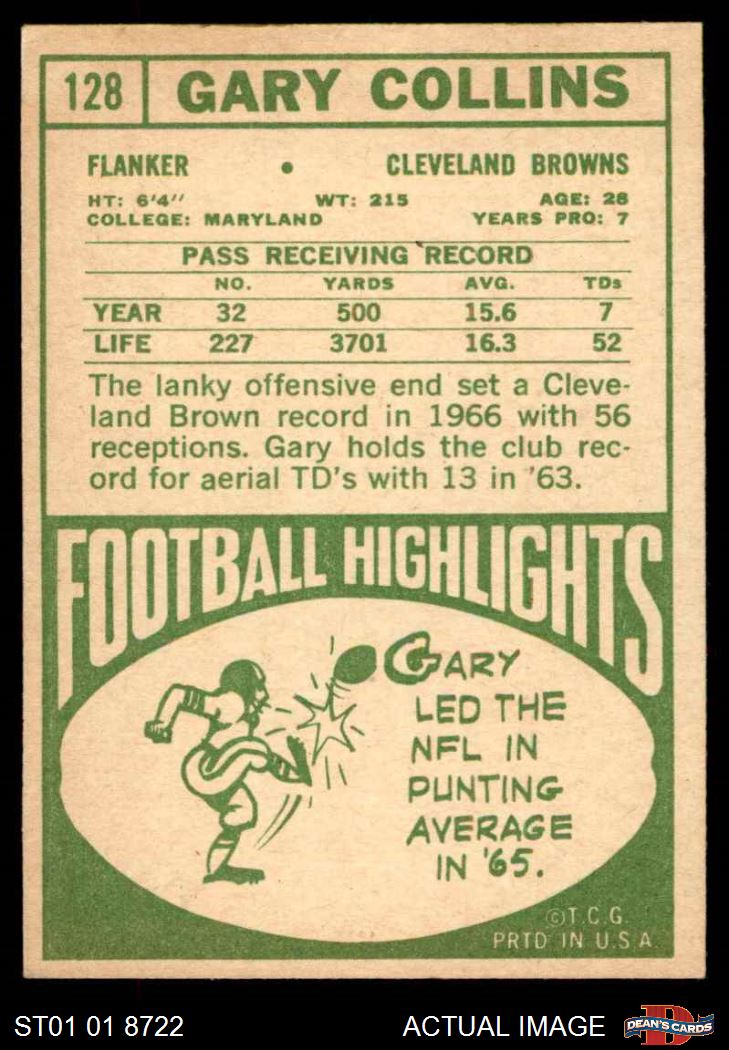 128 GARY COLLINS
FLANKER • CLEVELAND BROWNS
HT: 6'4" WT: 215 AGE: 28
COLLEGE: MARYLAND YEARS PRO: 7
PASS RECEIVING RECORD
NO. YARDS AVG. TDs
YEAR 32 500 15.6 7
LIFE 227 3701 16.3 52
The lanky offensive end set a Cleve-
land Brown record in 1966 with 56
receptions. Gary holds the club rec-
ord for aerial TD's with 13 in '63.
FOOTBALL HIGHLIGHTS
GARY
LED THE
NFL IN
PUNTING
AVERAGE
IN '65.
©T.C.G.
PRTD IN U.S.A
ST01 01 8722 ACTUAL IMAGE D DEAN'S CARDS